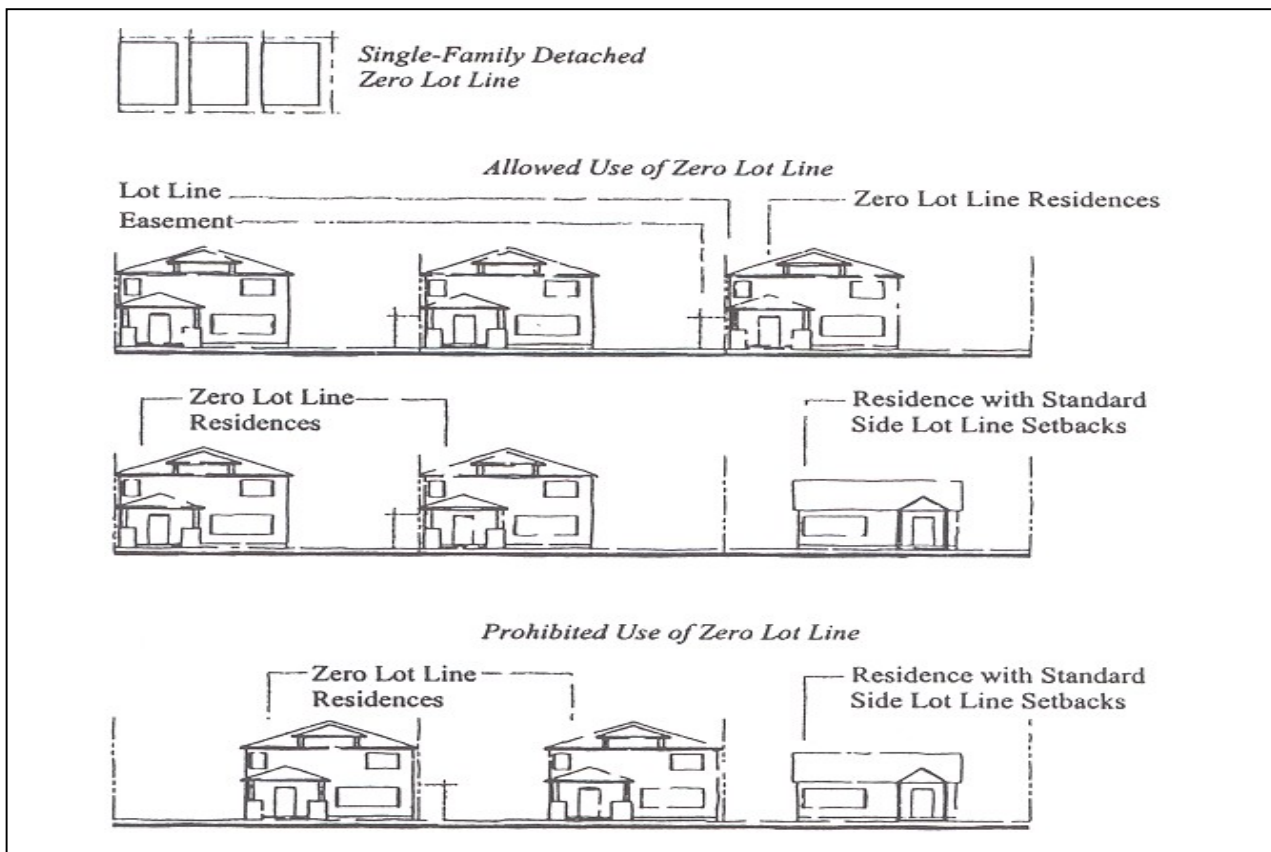 Single-Family Detached
Zero Lot Line
Allowed Use of Zero Lot Line
Lot Line
Easement
Zero Lot Line Residences
Zero Lot Line
Residences
Residence with Standard
Side Lot Line Setbacks
Prohibited Use of Zero Lot Line
Zero Lot Line
Residences
Residence with Standard
Side Lot Line Setbacks